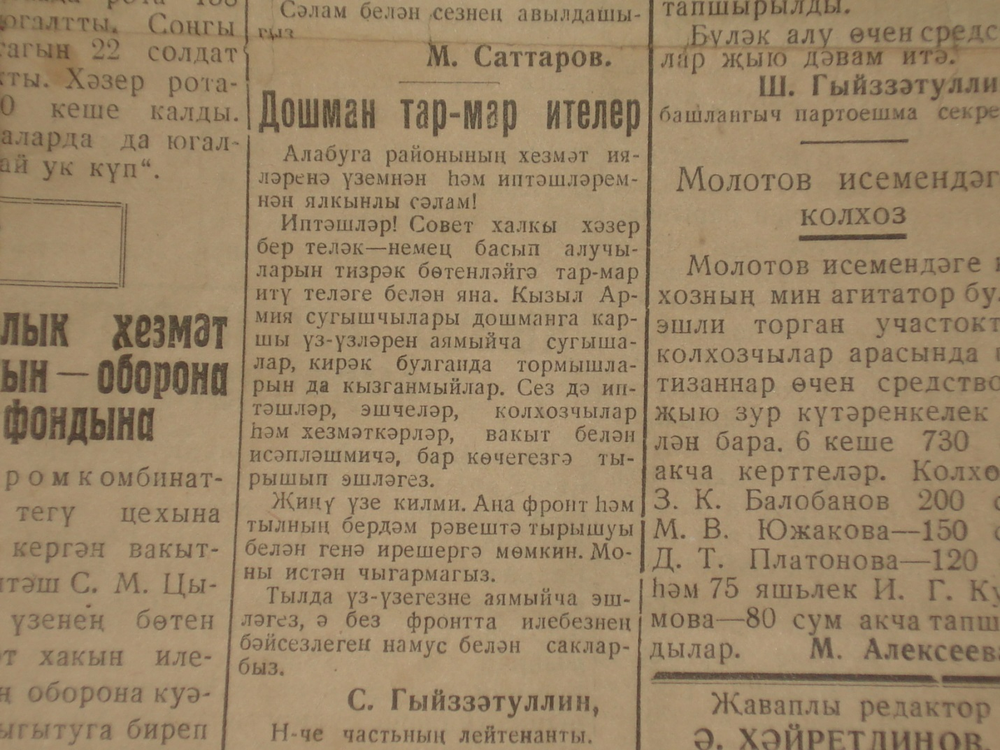 рота
югалтты. Соңгы
тагын 22 солдат
Хәзер рота-
0 кеше калды.
да югал-
ук күп“.
хезмәт
— оборона
фондына
тегү цехына
кергән вакыт-
С. М. Цы-
үзенең бөтен
хакын иле-
оборона куә-
биреп
Сәлам белән сезнең авылдашы-
гыз
М. Саттаров.
Дошман тар-мар ителер
Алабуга районының хезмәт ия-
ләренә үземнән һәм иптәшләрем-
нән ялкынлы сәлам!
Иптәшләр! Совет халкы хәзер
бер теләк—немец басып алучы-
ларын тизрәк бөтенләйгә тар-мар
итү теләге белән яна. Кызыл Ар-
мия сугышчылары дошманга кар-
шы үз-үзләрен аямыйча сугыша-
лар, кирәк булганда тормышла-
рын да кызганмыйлар. Сез дә ип-
тәшләр, эшчеләр, колхозчылар
һәм хезмәткәрләр, вакыт белән
исәпләшмичә, бар көчегезгә ты-
рышып эшләгез.
Җиңү үзе килми. Аңа фронт һәм
тылның бердәм рәвештә тырышуы
белән генә ирешергә мөмкин. Мо-
ны истән чыгармагыз.
Тылда үз-үзегезне аямыйча эш-
ләгез, ә без фронтта илебезнең
бәйсезлеген намус белән саклар-
быз.
С. Гыйззәтуллин,
Н-че частьның лейтенанты.
тапшырылды.
Бүләк алу өчен средс
лар җыю дәвам итә.
Ш. Гыйззәтулли
башлангыч партоешма секре
Молотов исемендәг
колхоз
Молотов исемендәге
хозның мин агитатор бу
эшли торган участокт
колхозчылар арасында
тизаннар өчен средство
җыю зур күтәренкелек
лән бара. 6 кеше 730
акча керттеләр. Колхо
З. К. Балобанов 200
М. В. Южакова—150
Д. Т. Платонова—120
һәм 75 яшьлек И. Г. Ку
мова—80 сум акча тапш
дылар. М. Алексеев
Җаваплы редактор
Ә. ХӘЙРЕТДИНОВ.